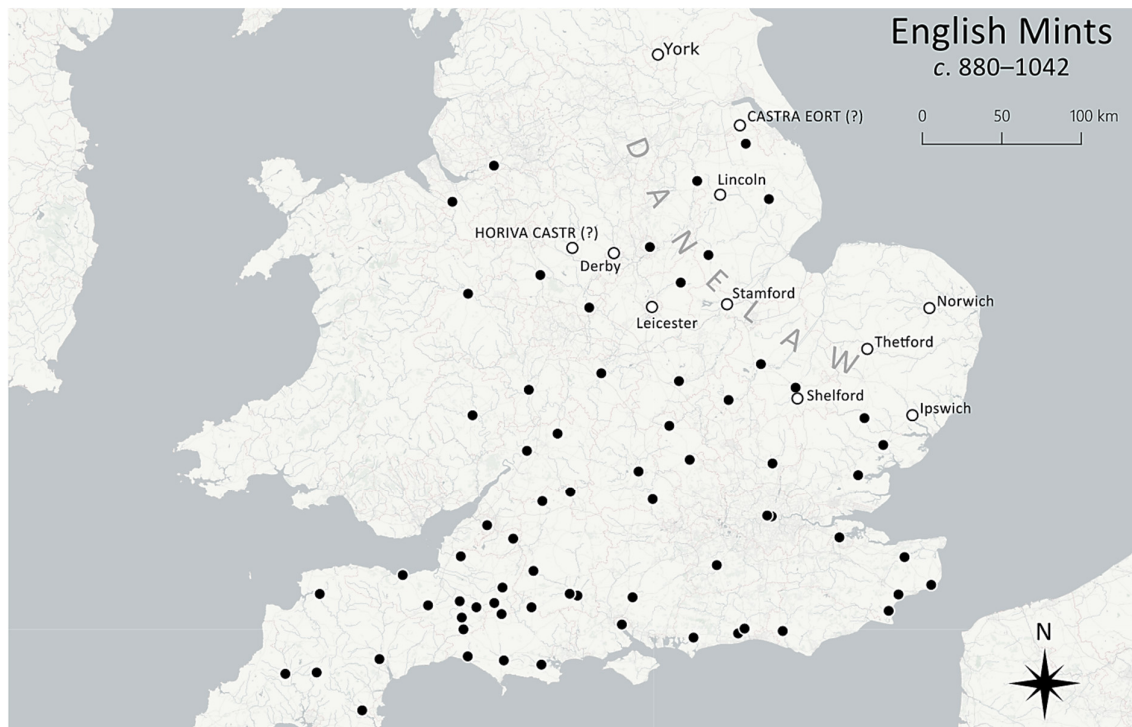 English Mints
c. 880–1042
York
0 50 100 km
CASTRA EORT (?)
DANELAW
Lincoln
HORIVA CASTR (?)
Derby
Stamford
Norwich
Leicester
Thetford
Shelford
Ipswich
N